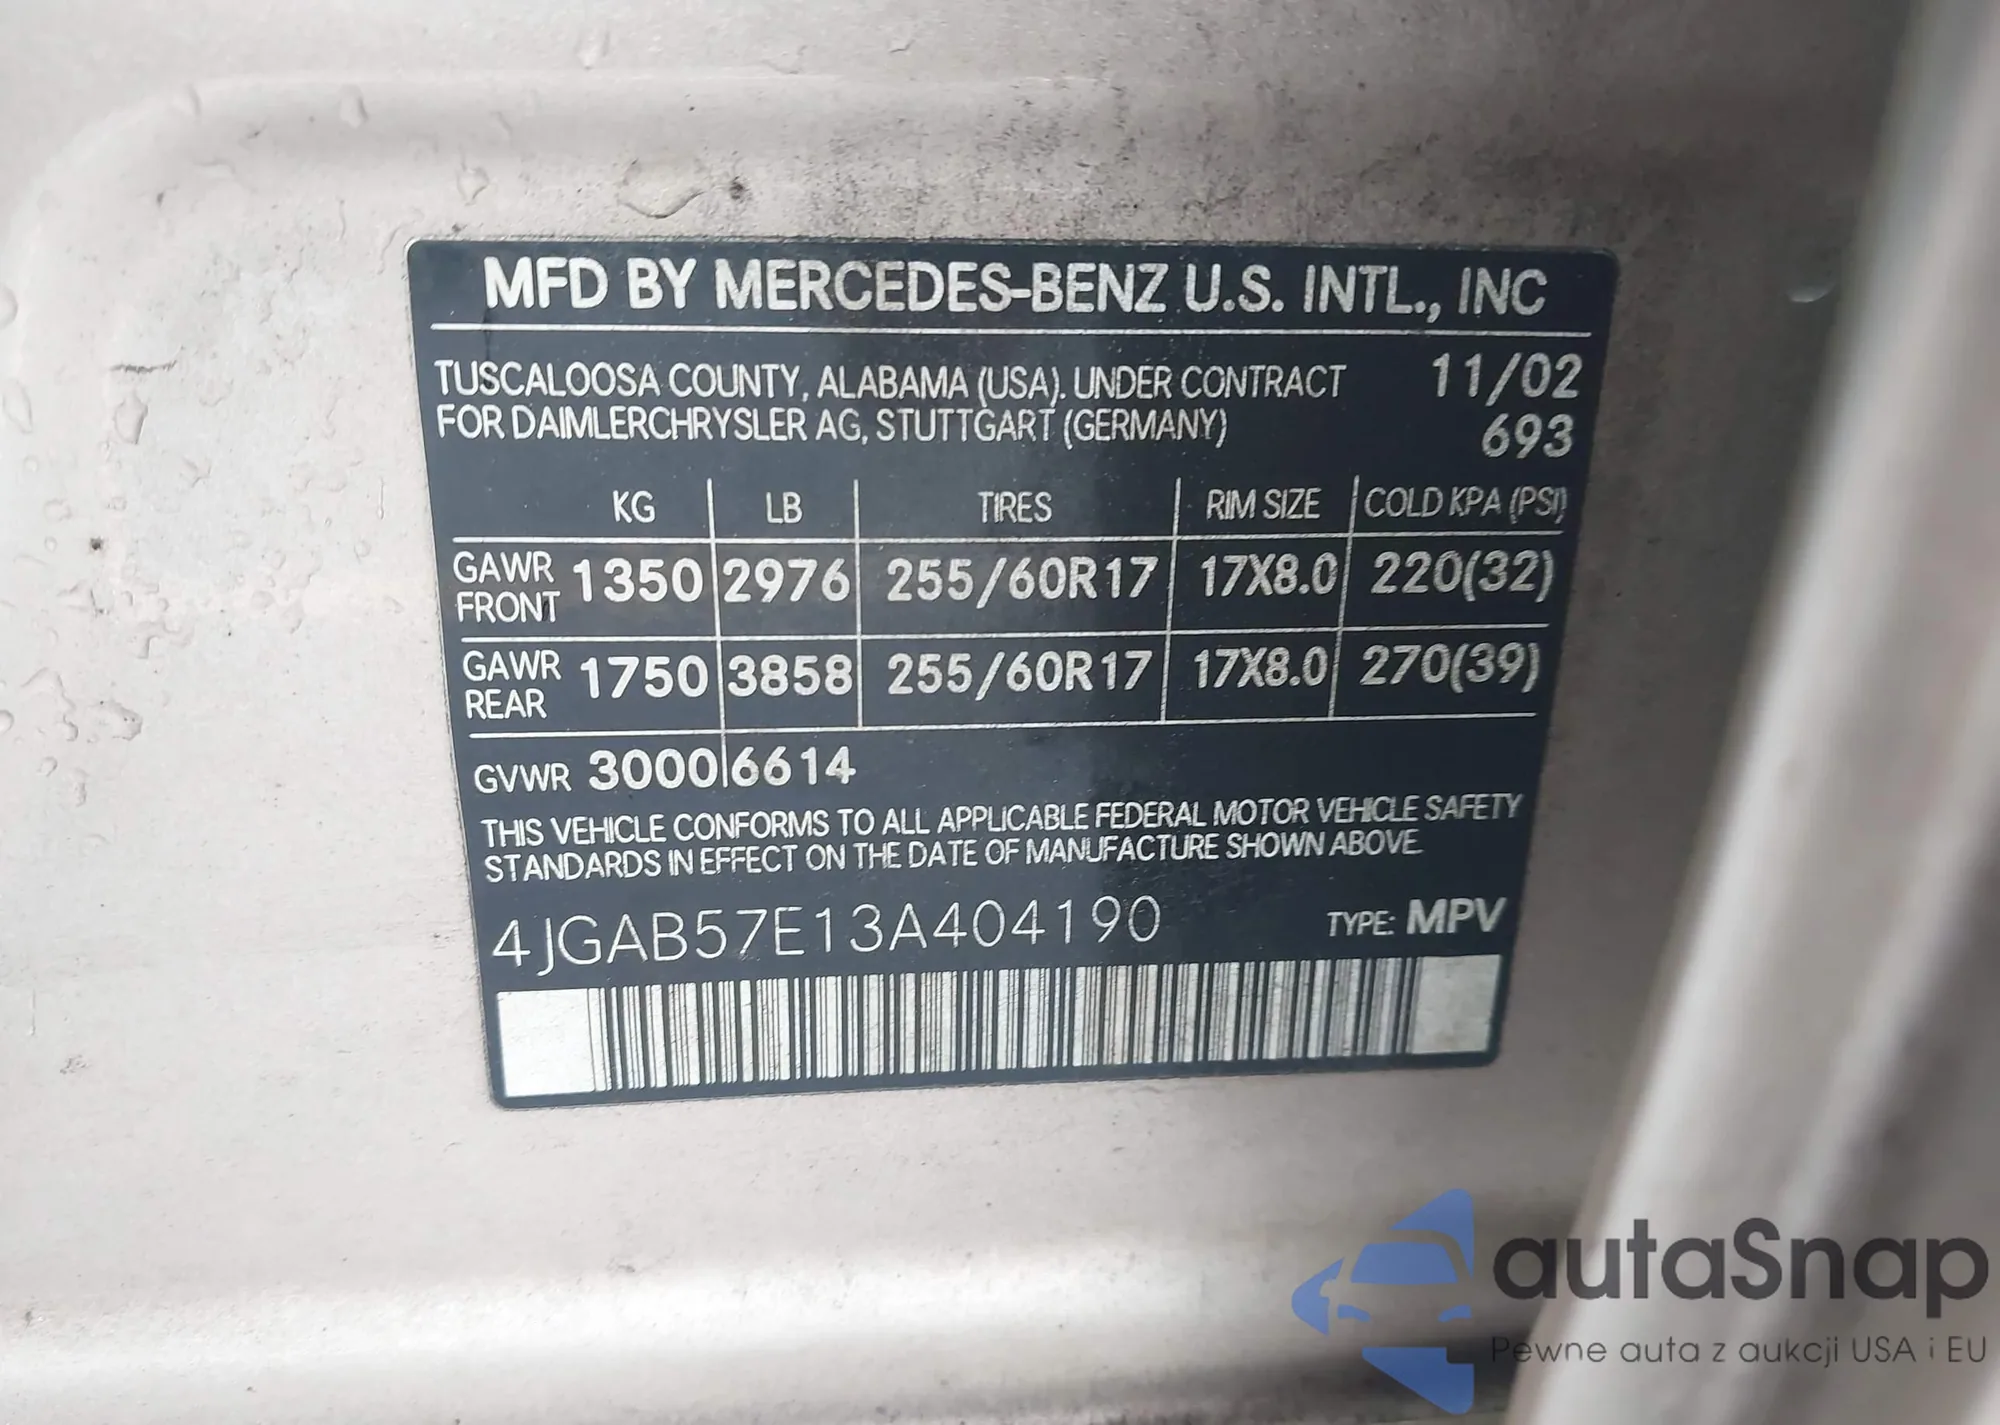 MFD BY MERCEDES-BENZ U.S. INTL., INC
TUSCALOOSA COUNTY, ALABAMA (USA). UNDER CONTRACT 11/02
FOR DAIMLERCHRYSLER AG, STUTTGART (GERMANY) 693
KG LB TIRES RIM SIZE COLD KPA (PSI)
GAWR FRONT 1350 2976 255/60R17 17X8.0 220(32)
GAWR REAR 1750 3858 255/60R17 17X8.0 270(39)
GVWR 3000 6614
THIS VEHICLE CONFORMS TO ALL APPLICABLE FEDERAL MOTOR VEHICLE SAFETY
STANDARDS IN EFFECT ON THE DATE OF MANUFACTURE SHOWN ABOVE.
4JGAB57E13A404190 TYPE: MPV
autaSnap
Pewne auta z aukcji USA i EU